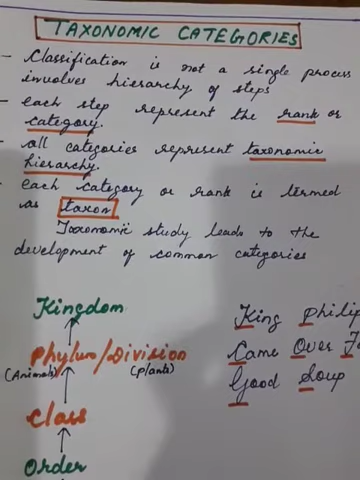 TAXONOMIC CATEGORIES
- Classification is not a single process
involves hierarchy of steps
- each step represent the rank or
category.
- all categories represent taxonomic
hierarchy.
- each category or rank is termed
as taxon
Taxonomic study leads to the
development of common categories
Kingdom
Phylum/Division
(Animals) (plants)
Class
Order
King Philip
Came Over
Good Soup